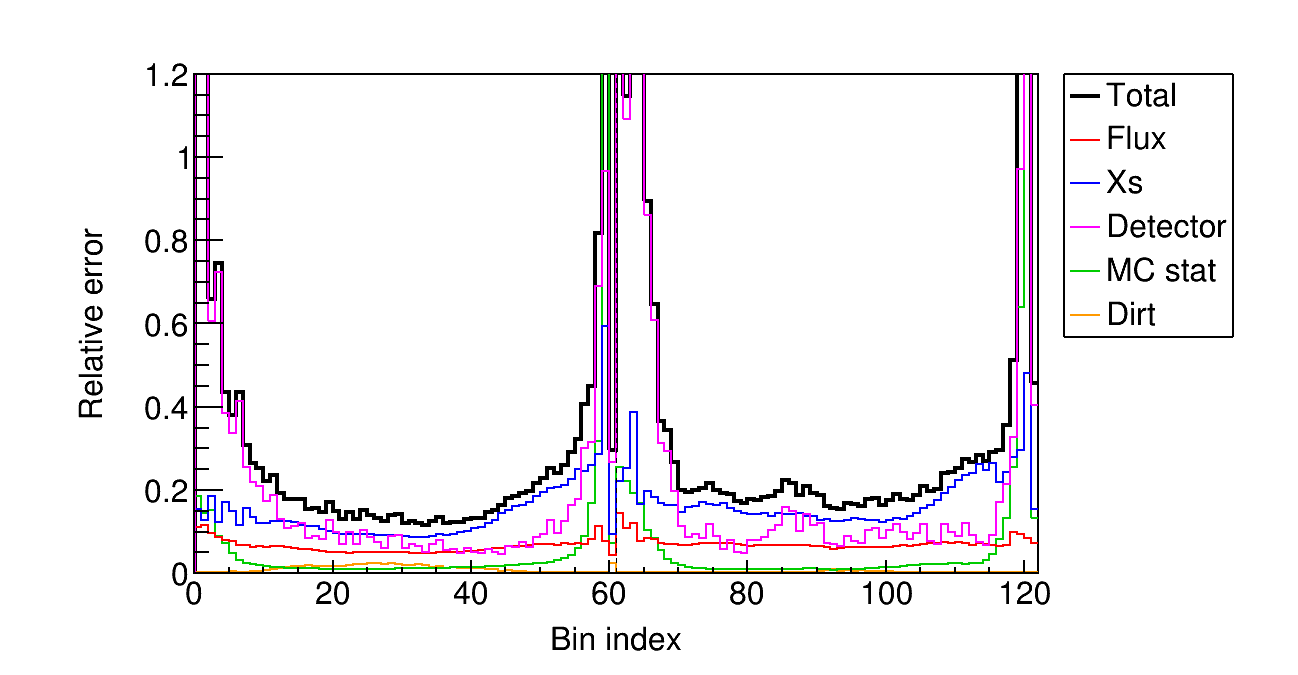 1.2
1
0.8
0.6
0.4
0.2
0
Relative error
0 20 40 60 80 100 120
Bin index
Total
Flux
Xs
Detector
MC stat
Dirt